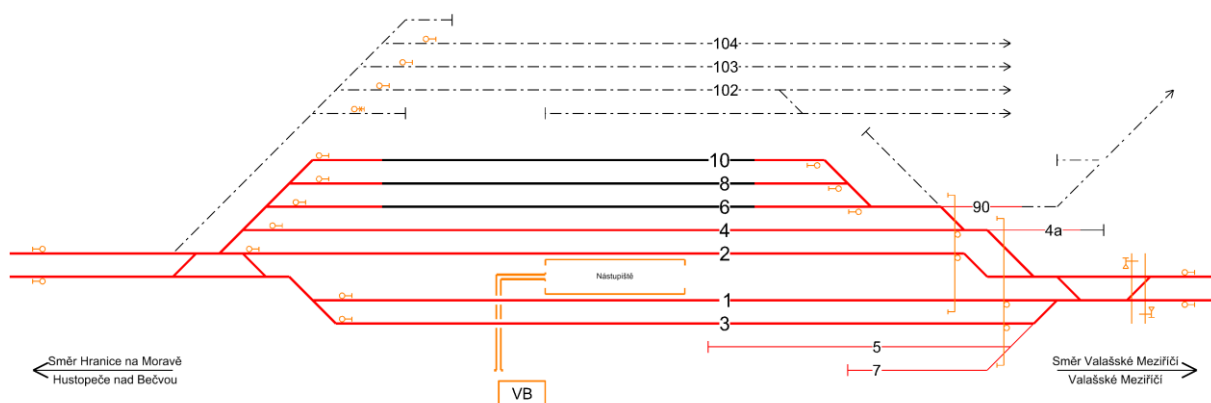 104
103
102
10
8
6
90
4
4a
2
Nástupiště
1
3
5
7
Směr Hranice na Moravě
Hustopeče nad Bečvou
Směr Valašské Meziříčí
Valašské Meziříčí
VB